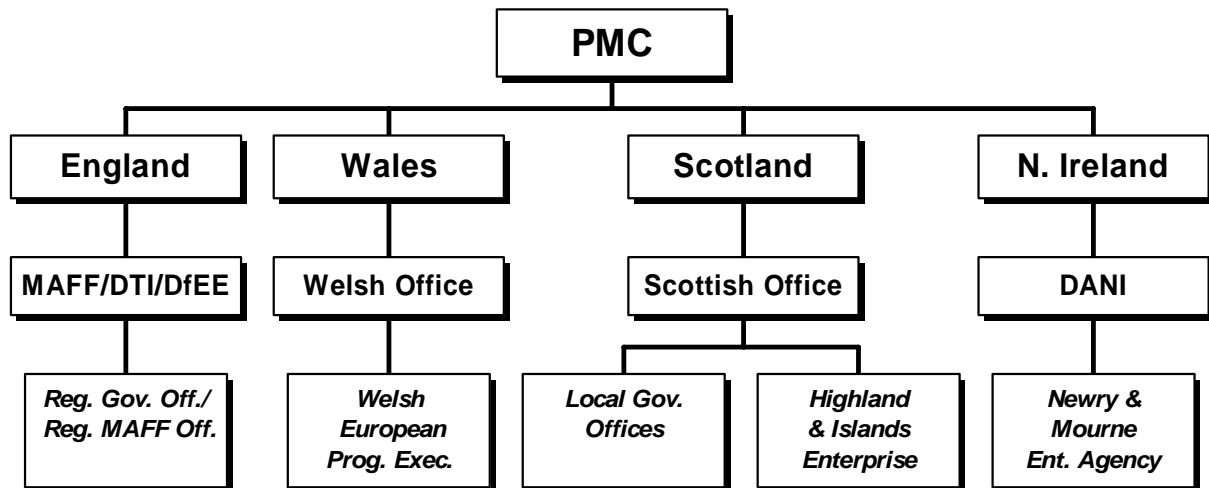 PMC
England
Wales
Scotland
N. Ireland
MAFF/DTI/DfEE
Welsh Office
Scottish Office
DANI
Reg. Gov. Off./
Reg. MAFF Off.
Welsh
European
Prog. Exec.
Local Gov.
Offices
Highland
& Islands
Enterprise
Newry &
Mourne
Ent. Agency